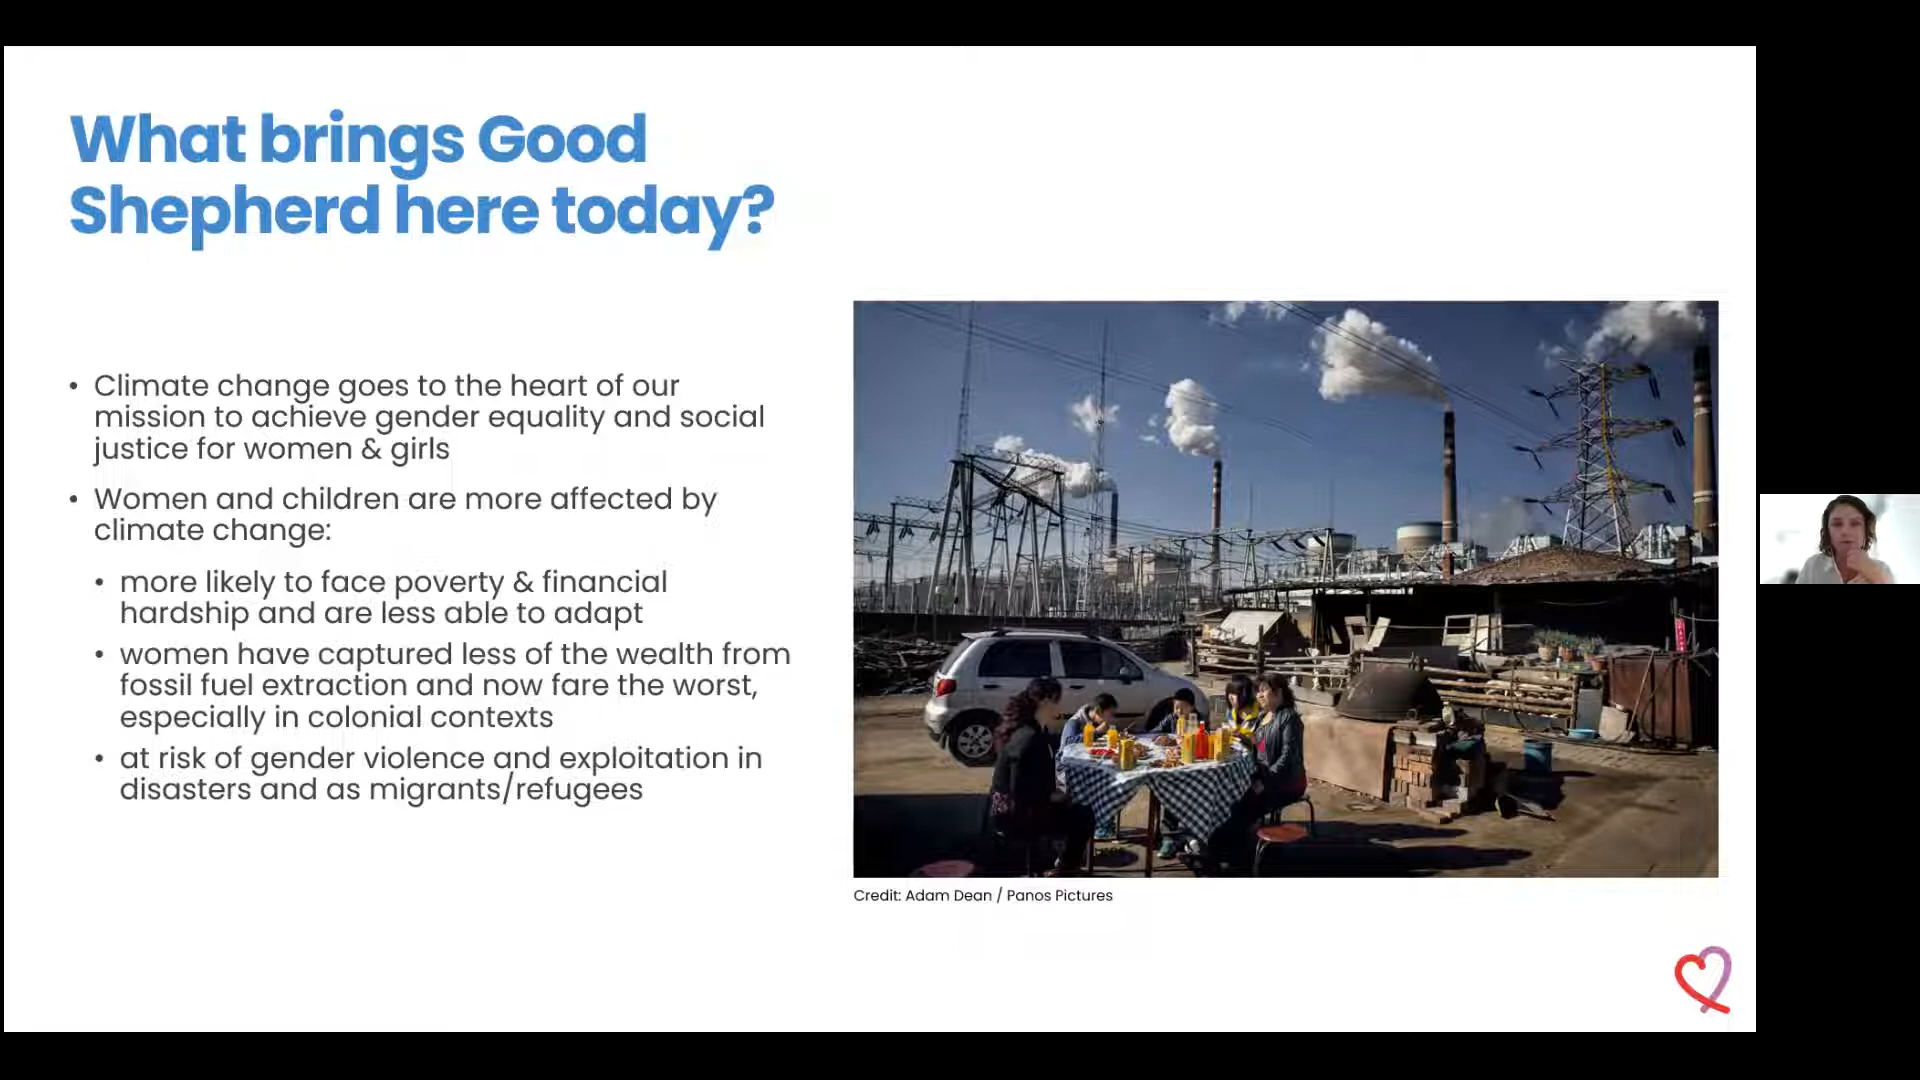 What brings Good
Shepherd here today?
• Climate change goes to the heart of our
mission to achieve gender equality and social
justice for women & girls
• Women and children are more affected by
climate change:
• more likely to face poverty & financial
hardship and are less able to adapt
• women have captured less of the wealth from
fossil fuel extraction and now fare the worst,
especially in colonial contexts
• at risk of gender violence and exploitation in
disasters and as migrants/refugees
Credit: Adam Dean / Panos Pictures